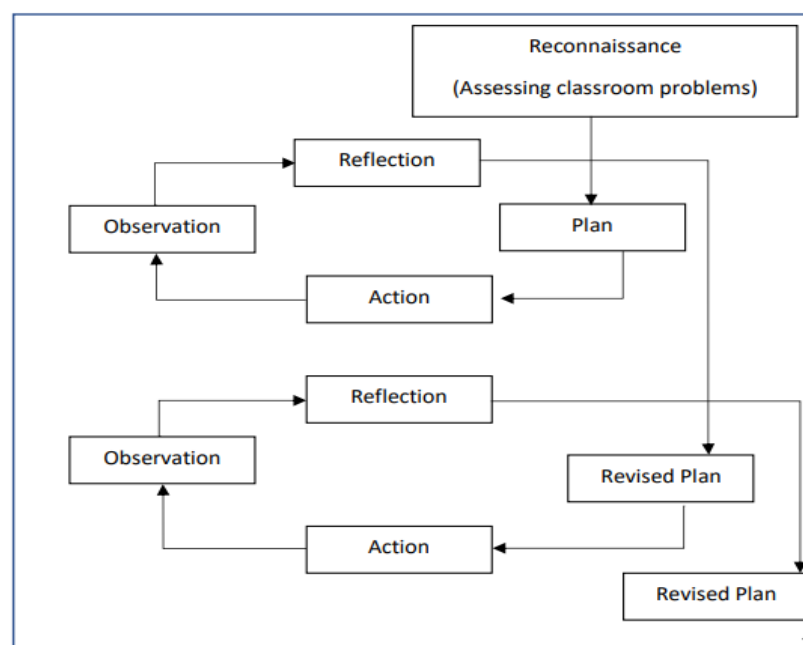 Reconnaissance
(Assessing classroom problems)
Reflection
Observation
Plan
Action
Reflection
Observation
Revised Plan
Action
Revised Plan